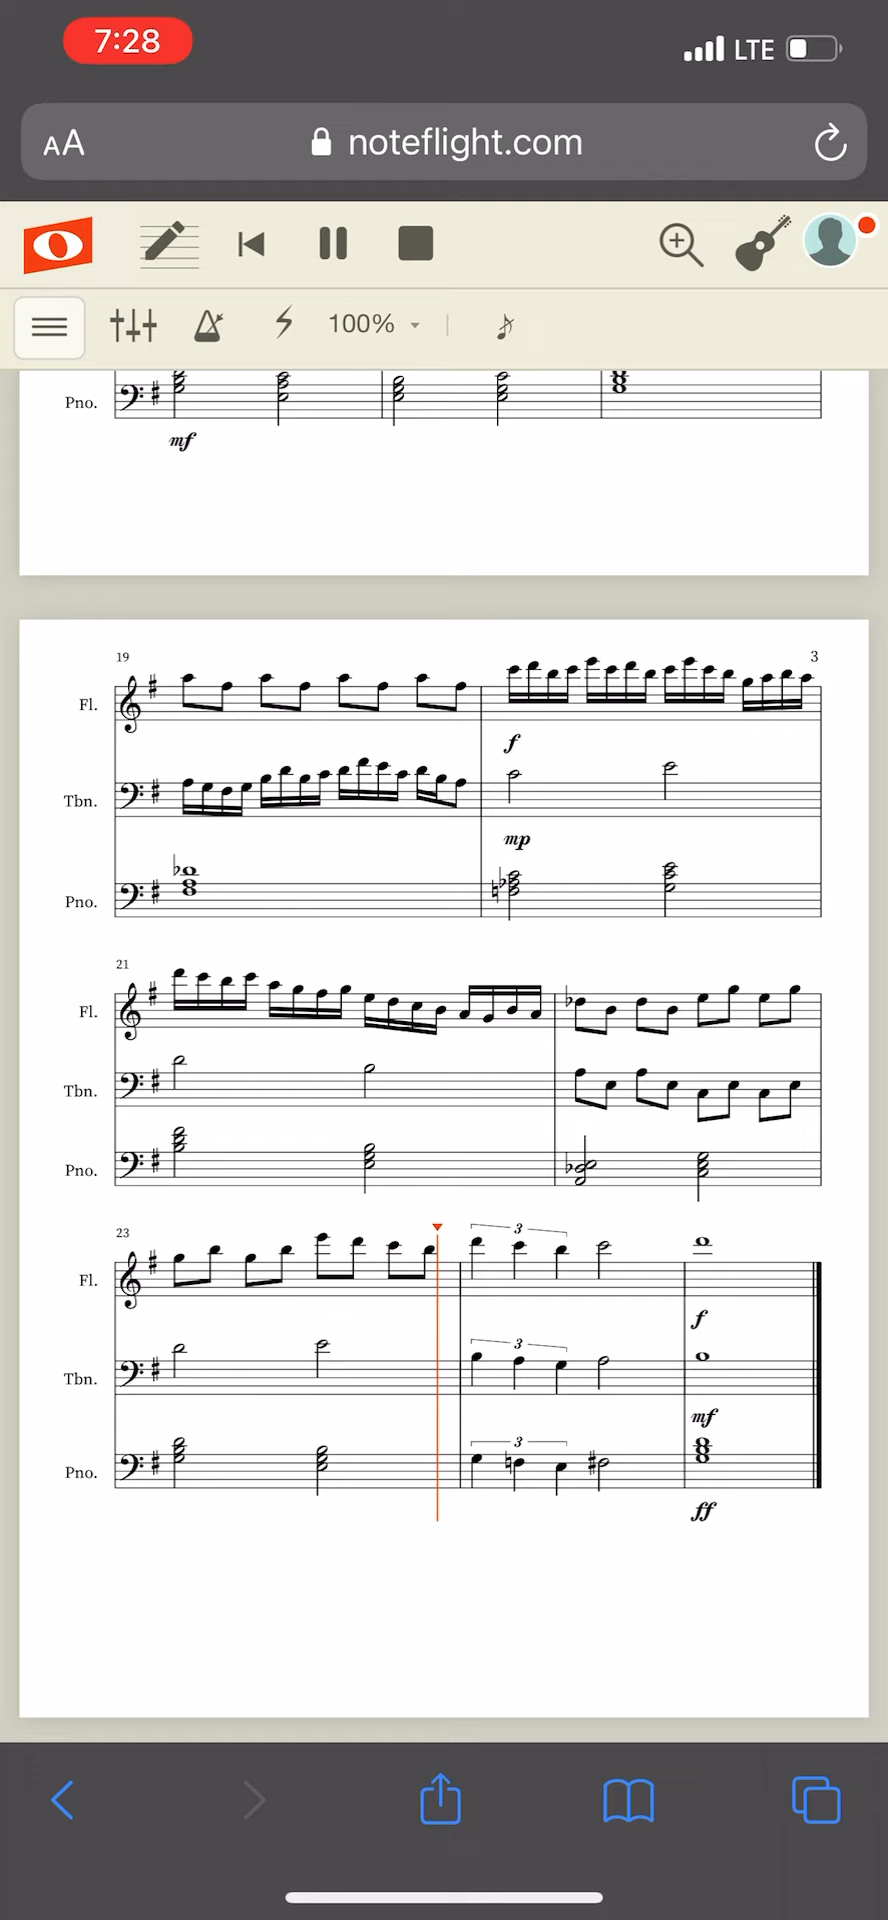 7:28
LTE
AA
noteflight.com
100%
Pno.
mf
19
3
Fl.
f
Tbn.
mp
Pno.
21
Fl.
Tbn.
Pno.
23
3
Fl.
f
3
Tbn.
mf
3
Pno.
ff